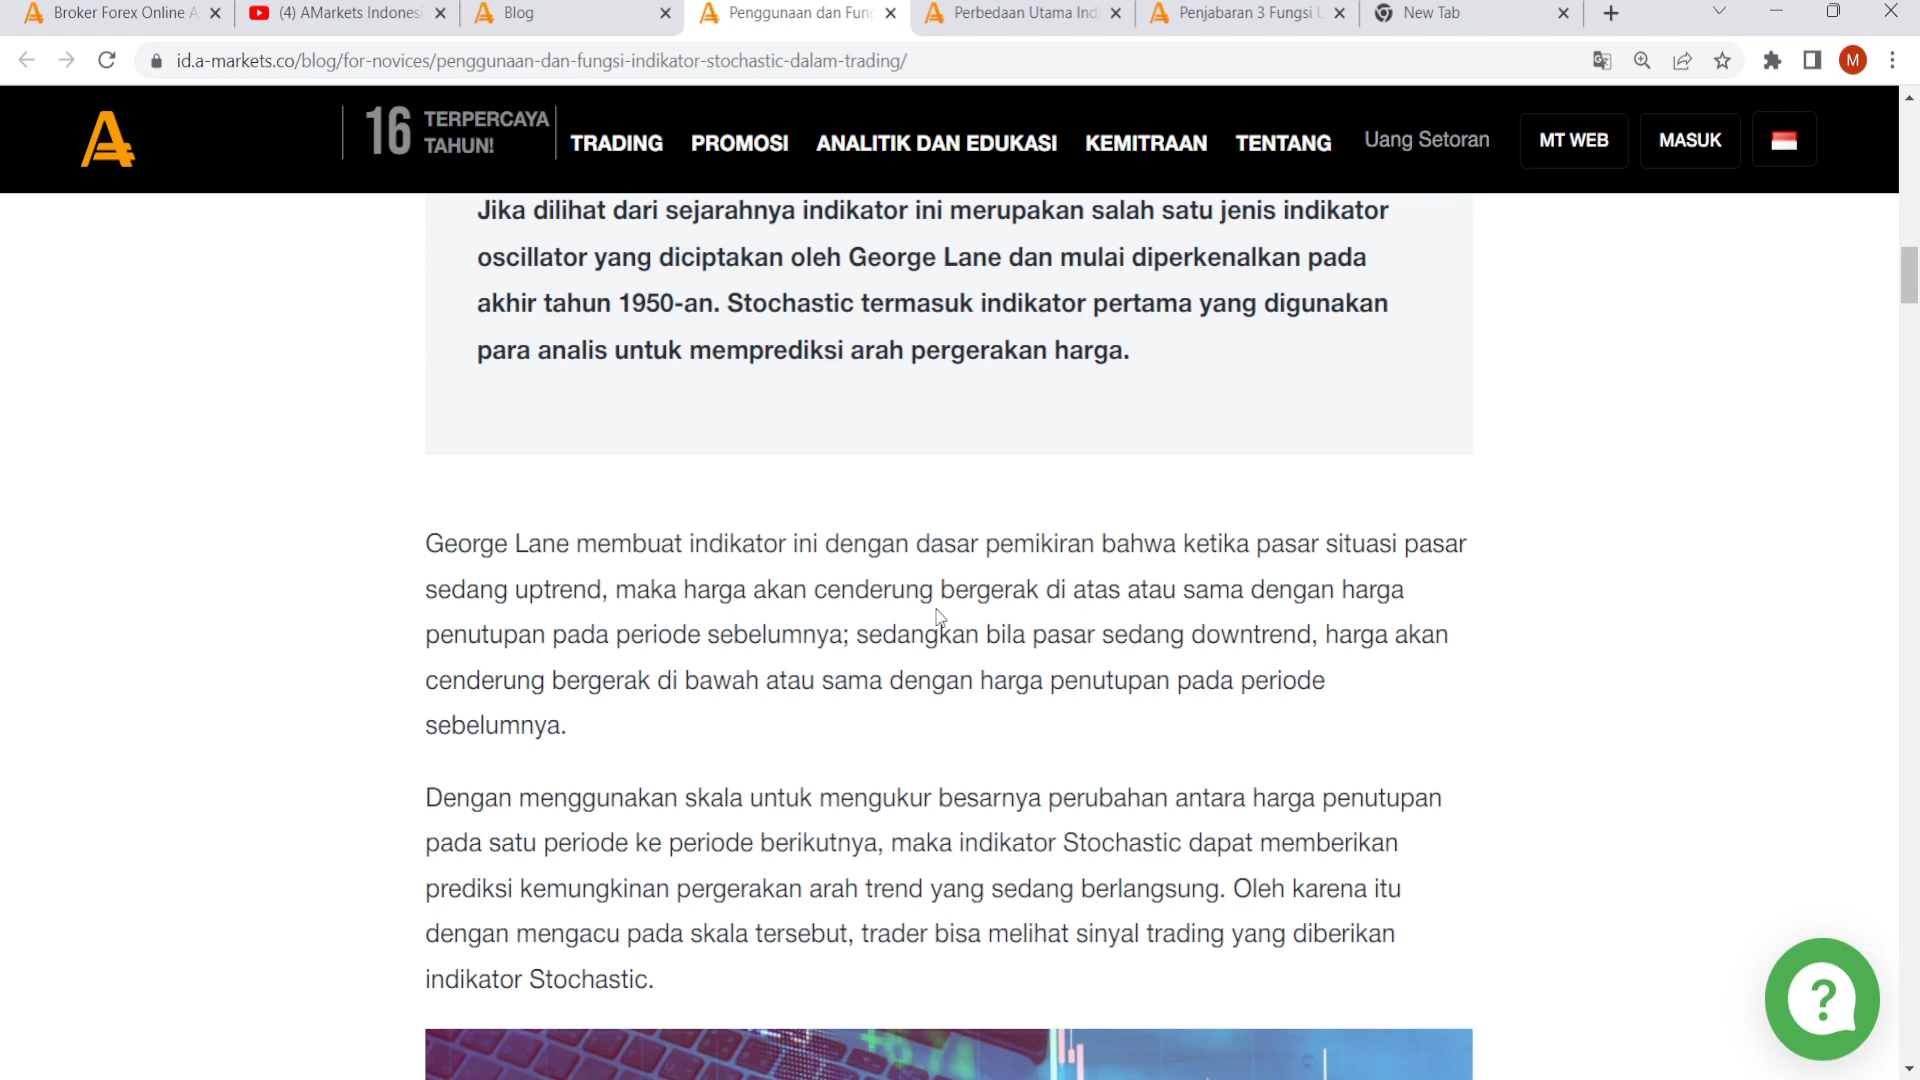 Broker Forex Online A
(4) AMarkets Indonesi
Blog
Penggunaan dan Fung
Perbedaan Utama Indi
Penjabaran 3 Fungsi U
New Tab
id.a-markets.co/blog/for-novices/penggunaan-dan-fungsi-indikator-stochastic-dalam-trading/
M
16 TERPERCAYA
TAHUN!
TRADING PROMOSI ANALITIK DAN EDUKASI KEMITRAAN TENTANG Uang Setoran MT WEB MASUK
Jika dilihat dari sejarahnya indikator ini merupakan salah satu jenis indikator
oscillator yang diciptakan oleh George Lane dan mulai diperkenalkan pada
akhir tahun 1950-an. Stochastic termasuk indikator pertama yang digunakan
para analis untuk memprediksi arah pergerakan harga.
George Lane membuat indikator ini dengan dasar pemikiran bahwa ketika pasar situasi pasar
sedang uptrend, maka harga akan cenderung bergerak di atas atau sama dengan harga
penutupan pada periode sebelumnya; sedangkan bila pasar sedang downtrend, harga akan
cenderung bergerak di bawah atau sama dengan harga penutupan pada periode
sebelumnya.
Dengan menggunakan skala untuk mengukur besarnya perubahan antara harga penutupan
pada satu periode ke periode berikutnya, maka indikator Stochastic dapat memberikan
prediksi kemungkinan pergerakan arah trend yang sedang berlangsung. Oleh karena itu
dengan mengacu pada skala tersebut, trader bisa melihat sinyal trading yang diberikan
indikator Stochastic.